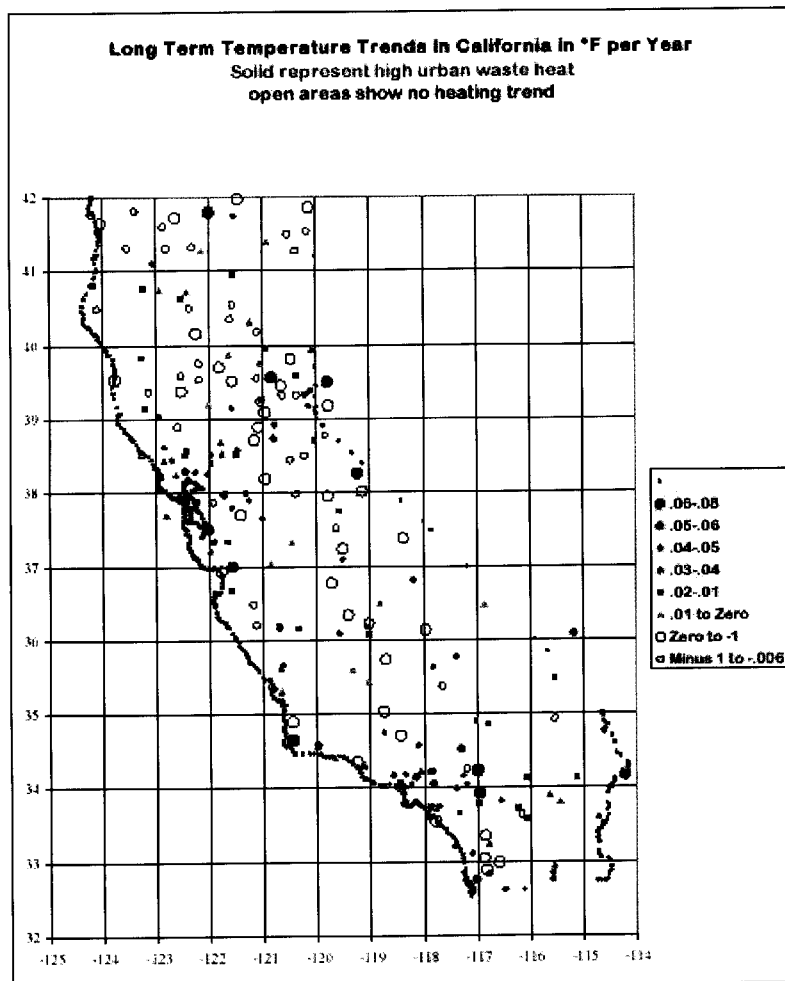 Long Term Temperature Trends in California in °F per Year
Solid represent high urban waste heat
open areas show no heating trend
42
41
40
39
38
37
36
35
34
33
32
-125 -124 -123 -122 -121 -120 -119 -118 -117 -116 -115 -114
.06-.08
.05-.06
.04-.05
.03-.04
.02-.01
.01 to Zero
Zero to -1
Minus 1 to -.006